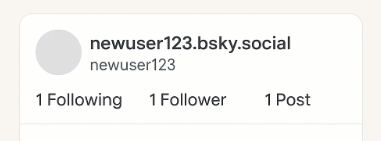 newuser123.bsky.social
newuser123
1 Following 1 Follower 1 Post